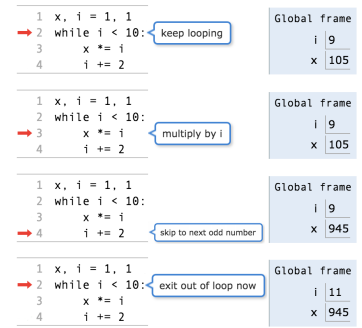 1 x, i = 1, 1
2 while i < 10:
3 x *= i
4 i += 2
keep looping
Global frame
i 9
x 105
1 x, i = 1, 1
2 while i < 10:
3 x *= i
4 i += 2
multiply by i
Global frame
i 9
x 105
1 x, i = 1, 1
2 while i < 10:
3 x *= i
4 i += 2
skip to next odd number
Global frame
i 9
x 945
1 x, i = 1, 1
2 while i < 10:
3 x *= i
4 i += 2
exit out of loop now
Global frame
i 11
x 945